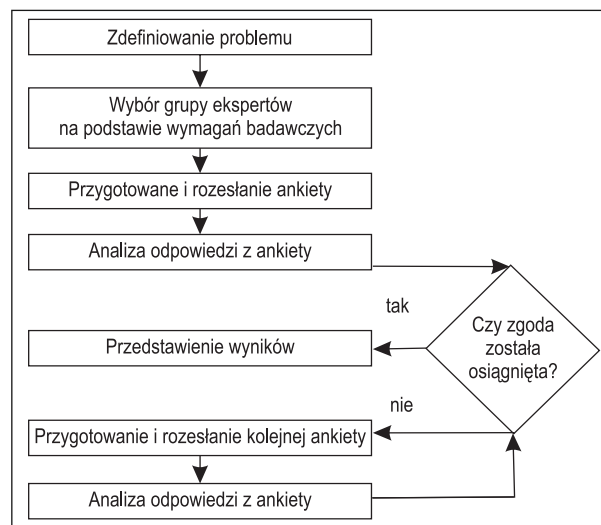 Zdefiniowanie problemu
Wybór grupy ekspertów
na podstawie wymagań badawczych
Przygotowane i rozesłanie ankiety
Analiza odpowiedzi z ankiety
tak
Czy zgoda
została
osiągnięta?
Przedstawienie wyników
nie
Przygotowanie i rozesłanie kolejnej ankiety
Analiza odpowiedzi z ankiety